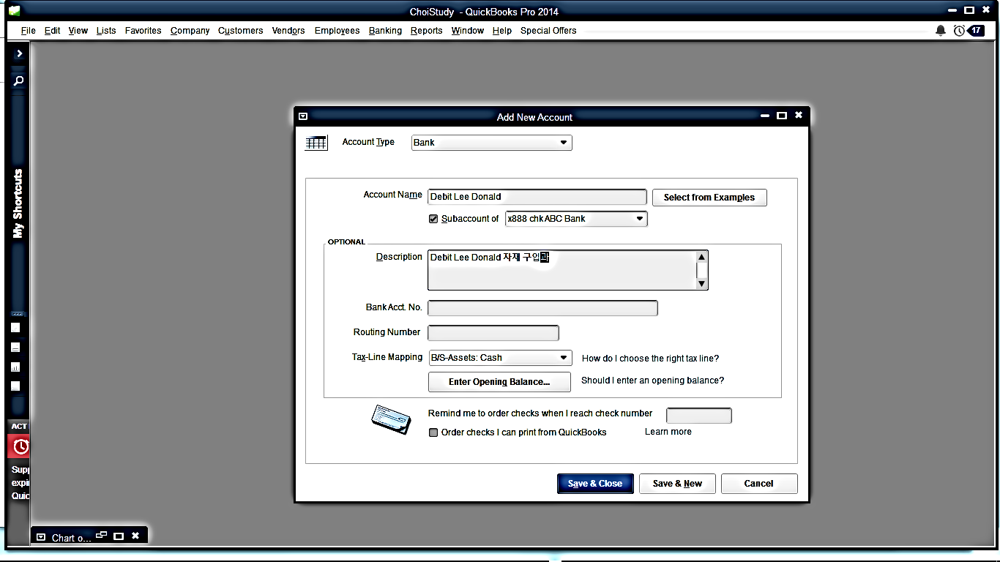 ChoiStudy - QuickBooks Pro 2014
File Edit View Lists Favorites Company Customers Vendors Employees Banking Reports Window Help Special Offers 17
My Shortcuts
Add New Account
Account Type Bank
Account Name Debit Lee Donald Select from Examples
Subaccount of x888 chk ABC Bank
OPTIONAL
Description Debit Lee Donald 자재 구입과
Bank Acct. No.
Routing Number
Tax-Line Mapping B/S-Assets: Cash How do I choose the right tax line?
Enter Opening Balance... Should I enter an opening balance?
Remind me to order checks when I reach check number
Order checks I can print from QuickBooks Learn more
Save & Close Save & New Cancel
ACT
Supp
expi
Quic
Chart o...